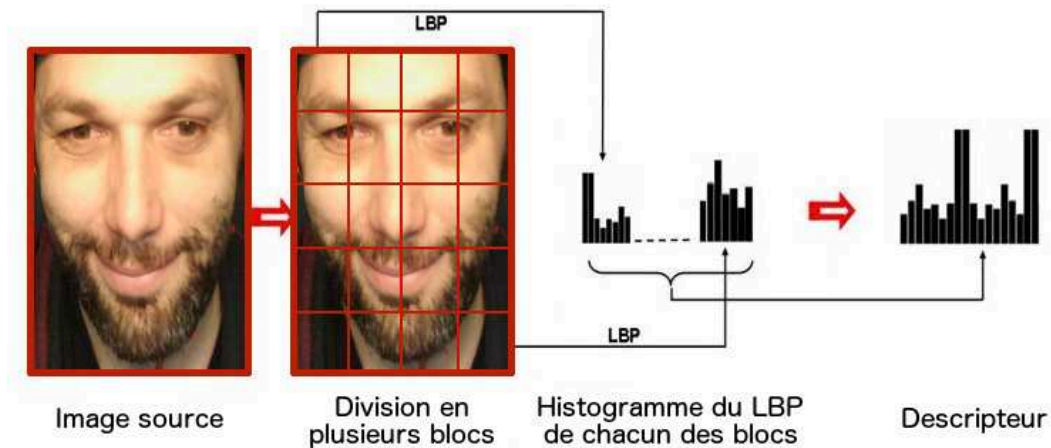 LBP
LBP
Image source
Division en
plusieurs blocs
Histogramme du LBP
de chacun des blocs
Descripteur